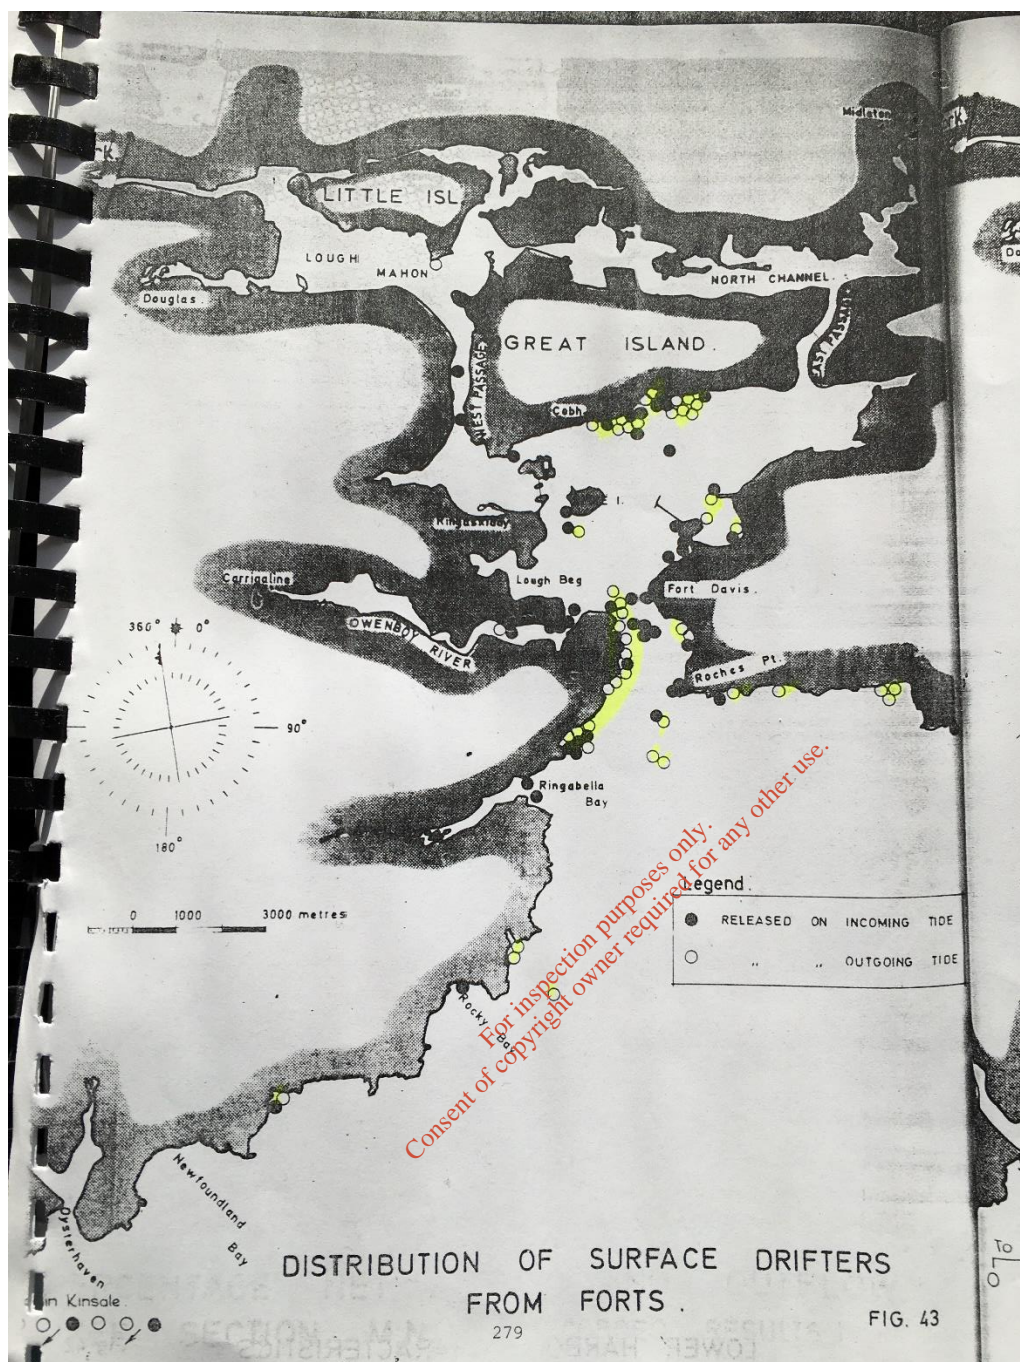 Midleton
rk.
LITTLE ISL.
LOUGH
MAHON
NORTH CHANNEL.
Douglas.
GREAT ISLAND.
EAST PASSAGE
WEST PASSAGE
Cobh
E I.
Ringaskiddy
Lough Beg
Carrigaline
Fort Davis.
OWENBOY RIVER
360° 0°
Roches Pt.
90°
Ringabella
Bay
180°
Legend.
0 1000 3000 metres
RELEASED ON INCOMING TIDE
" " OUTGOING TIDE
Rocky Bay
For inspection purposes only.
Consent of copyright owner required for any other use.
Newfoundland
Bay
Oysterhaven
in Kinsale.
DISTRIBUTION OF SURFACE DRIFTERS
FROM FORTS.
279
FIG. 43
To